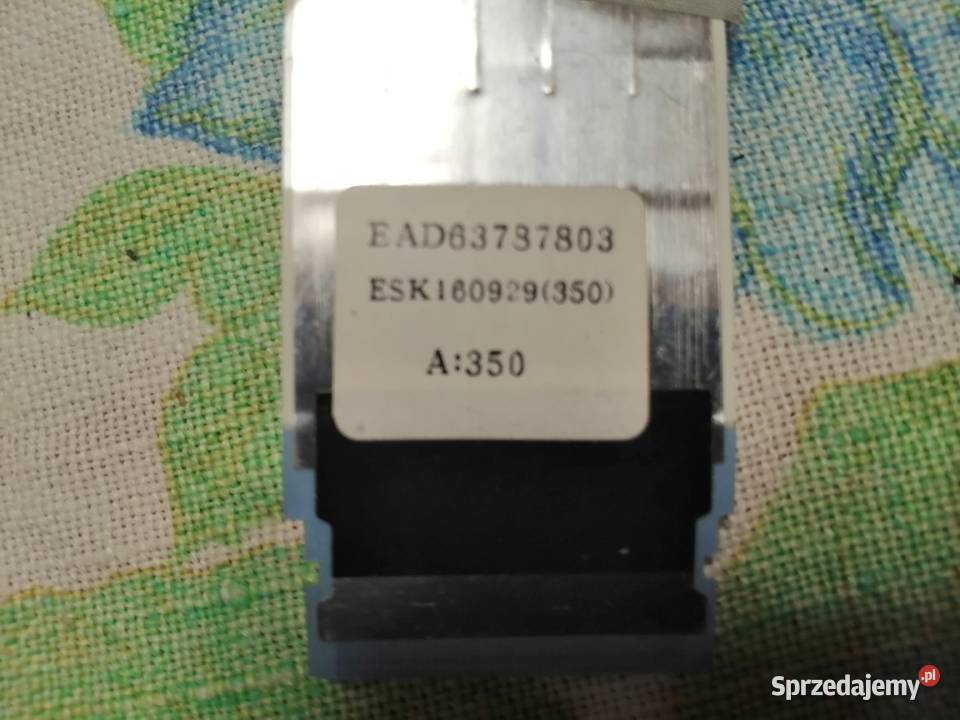 EAD63787803
ESK160929(350)
A:350
Sprzedajemy.pl